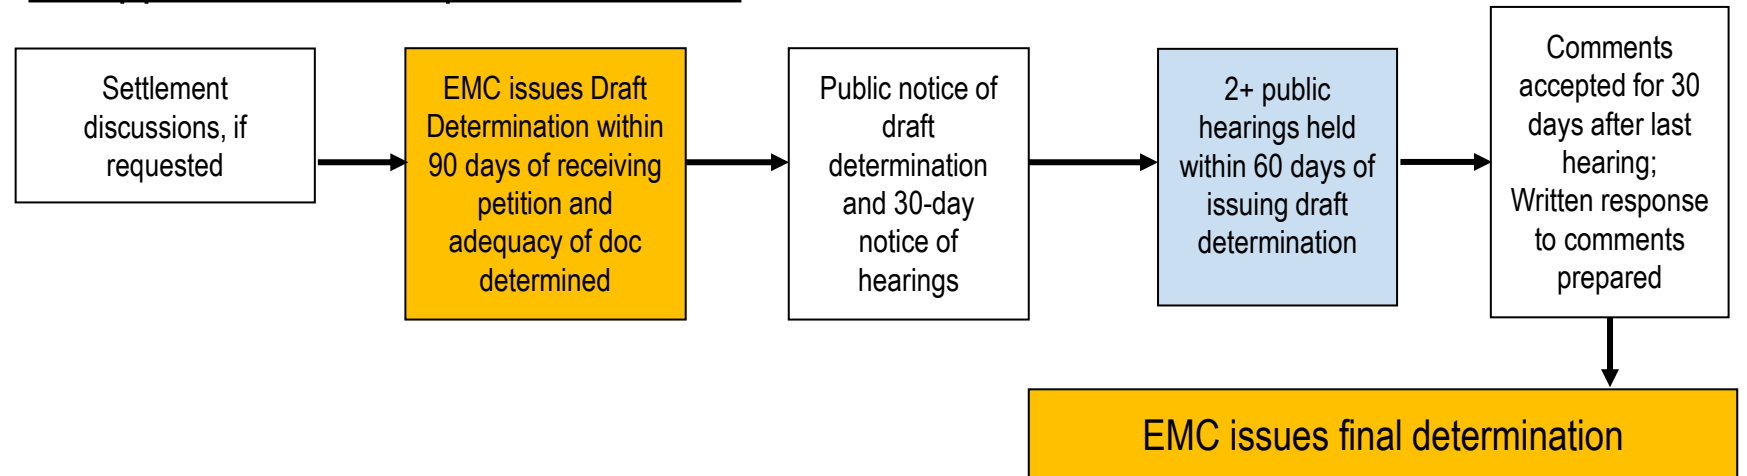 Settlement
discussions, if
requested
EMC issues Draft
Determination within
90 days of receiving
petition and
adequacy of doc
determined
Public notice of
draft
determination
and 30-day
notice of
hearings
2+ public
hearings held
within 60 days of
issuing draft
determination
Comments
accepted for 30
days after last
hearing;
Written response
to comments
prepared
EMC issues final determination